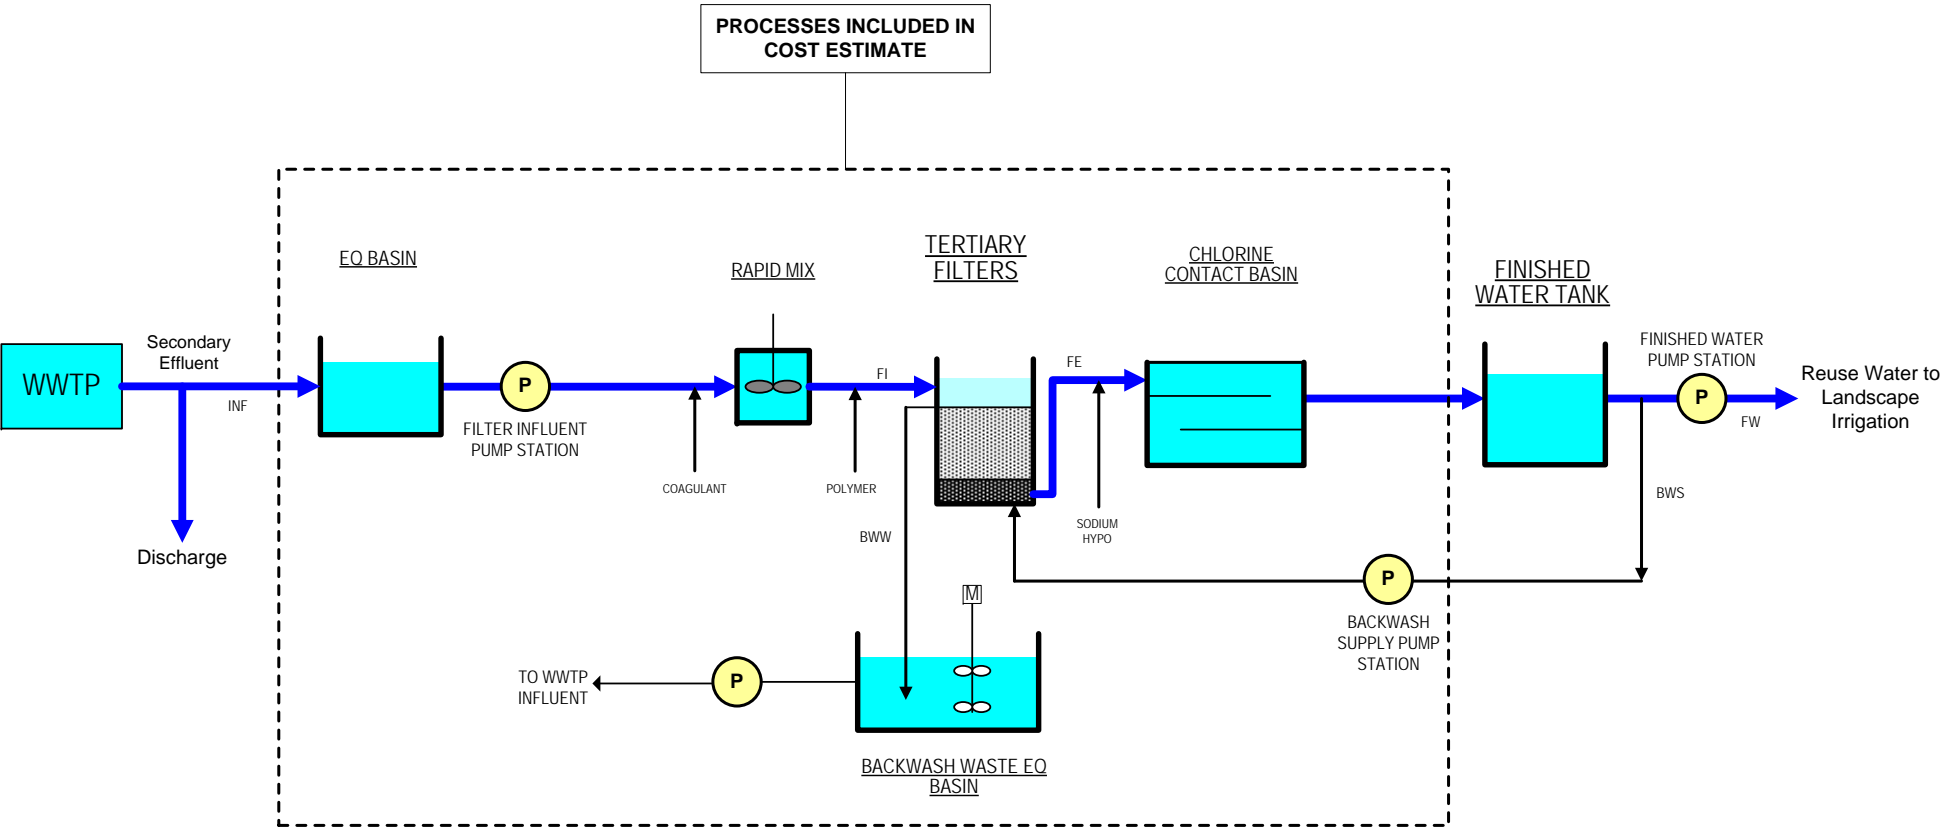 PROCESSES INCLUDED IN
COST ESTIMATE
EQ BASIN
RAPID MIX
TERTIARY
FILTERS
CHLORINE
CONTACT BASIN
FINISHED
WATER TANK
WWTP
Secondary
Effluent
INF
Discharge
P
FILTER INFLUENT
PUMP STATION
COAGULANT
POLYMER
FI
BWW
FE
SODIUM
HYPO
FINISHED WATER
PUMP STATION
P
FW
Reuse Water to
Landscape
Irrigation
BWS
P
BACKWASH
SUPPLY PUMP
STATION
M
TO WWTP
INFLUENT
P
BACKWASH WASTE EQ
BASIN